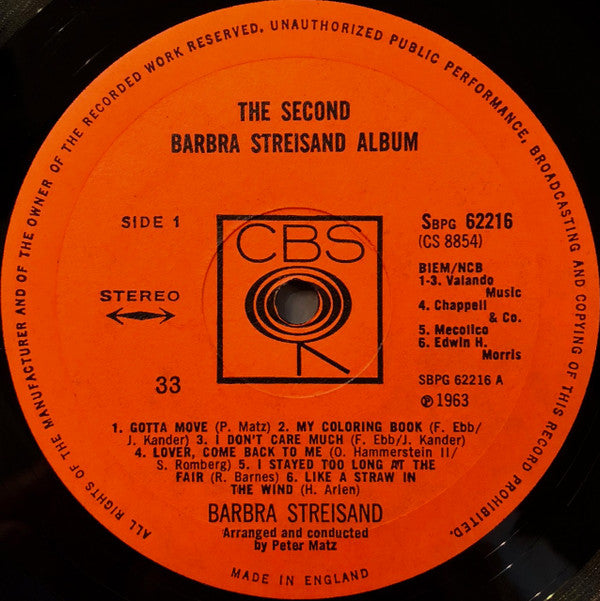 ALL RIGHTS OF THE MANUFACTURER AND OF THE OWNER OF THE RECORDED WORK RESERVED. UNAUTHORIZED PUBLIC PERFORMANCE, BROADCASTING AND COPYING OF THIS RECORD PROHIBITED.
THE SECOND
BARBRA STREISAND ALBUM
SIDE 1
STEREO
33
CBS
SBPG 62216
(CS 8854)
BIEM/NCB
1-3. Valando
Music
4. Chappell
& Co.
5. Mecolico
6. Edwin H.
Morris
SBPG 62216 A
℗ 1963
1. GOTTA MOVE (P. Matz) 2. MY COLORING BOOK (F. Ebb/
J. Kander) 3. I DON'T CARE MUCH (F. Ebb/J. Kander)
4. LOVER, COME BACK TO ME (O. Hammerstein II/
S. Romberg) 5. I STAYED TOO LONG AT THE
FAIR (R. Barnes) 6. LIKE A STRAW IN
THE WIND (H. Arlen)
BARBRA STREISAND
Arranged and conducted
by Peter Matz
MADE IN ENGLAND